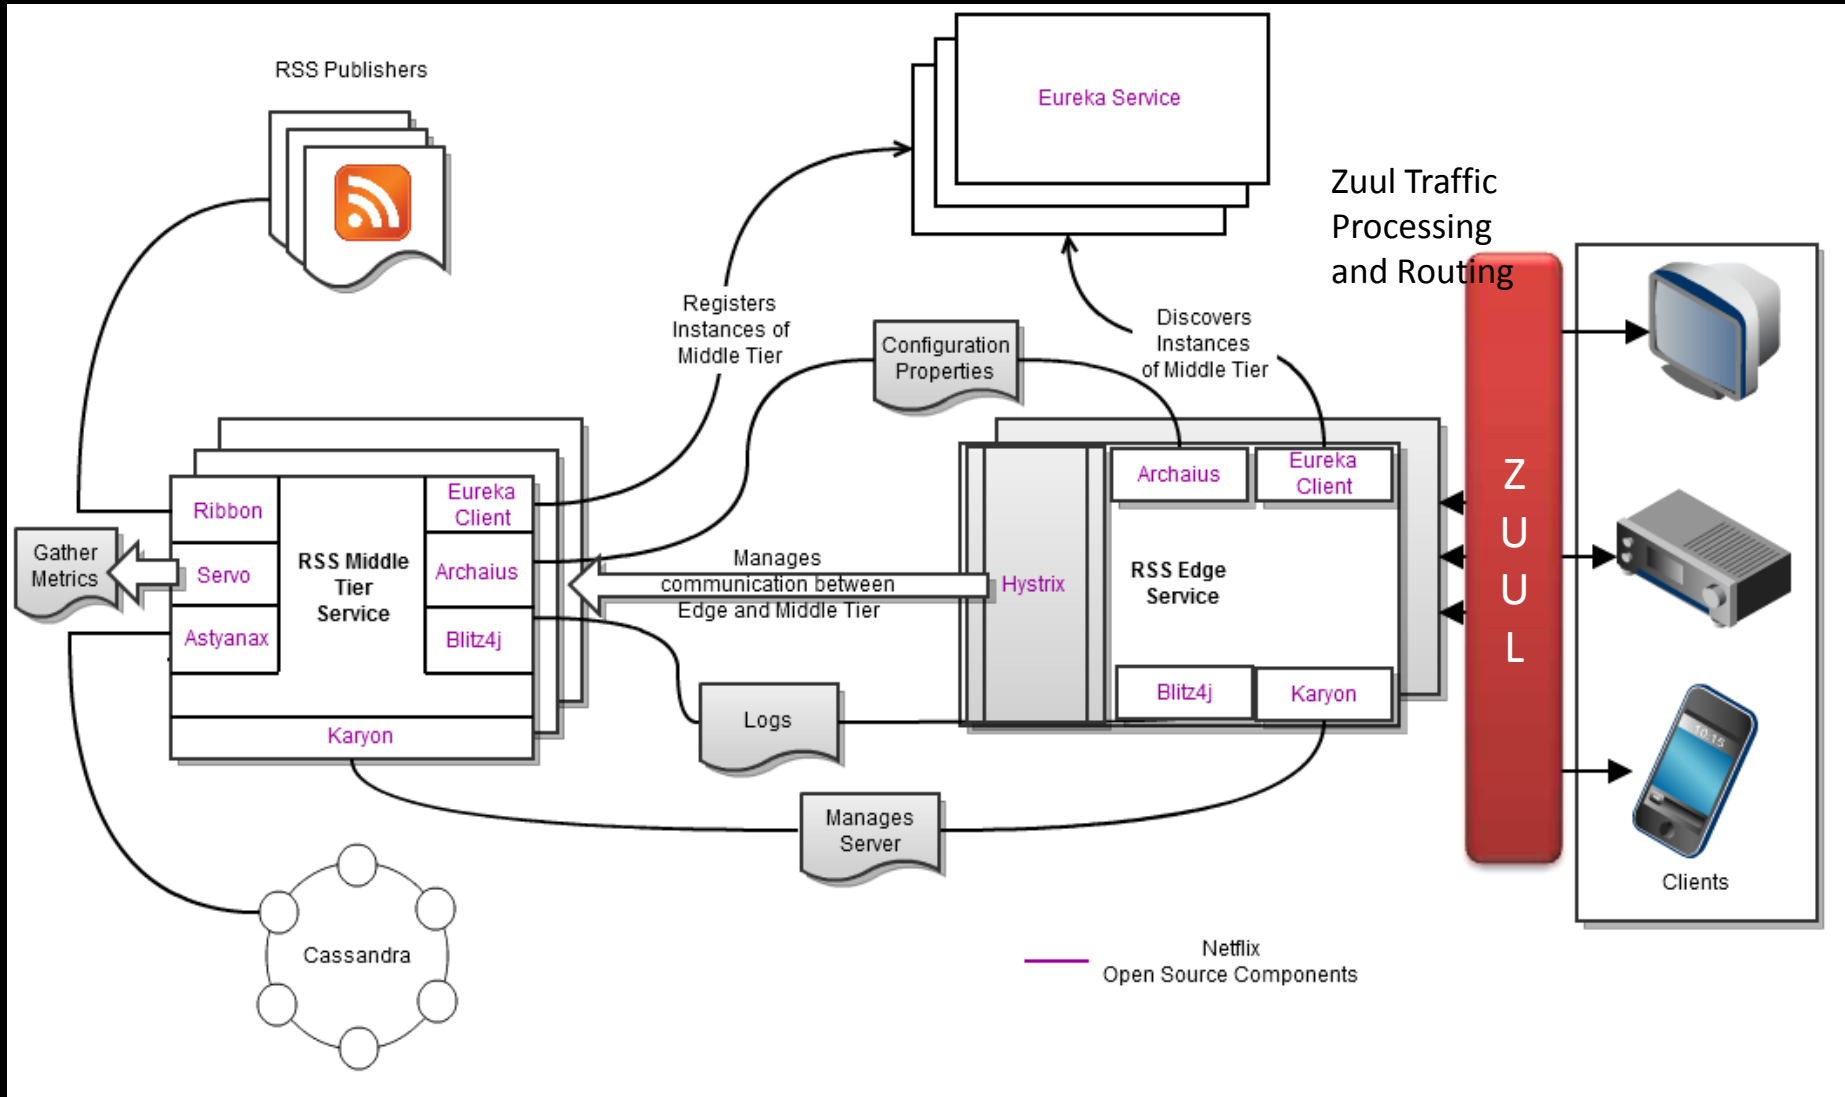 RSS Publishers
Eureka Service
Zuul Traffic
Processing
and Routing
Registers
Instances of
Middle Tier
Configuration
Properties
Discovers
Instances
of Middle Tier
Ribbon
Servo
Astyanax
RSS Middle
Tier
Service
Eureka
Client
Archaius
Blitz4j
Karyon
Gather
Metrics
Manages
communication between
Edge and Middle Tier
Hystrix
Archaius
Eureka
Client
RSS Edge
Service
Blitz4j
Karyon
Z
U
U
L
Logs
Manages
Server
10:15
Clients
Cassandra
Netflix
Open Source Components